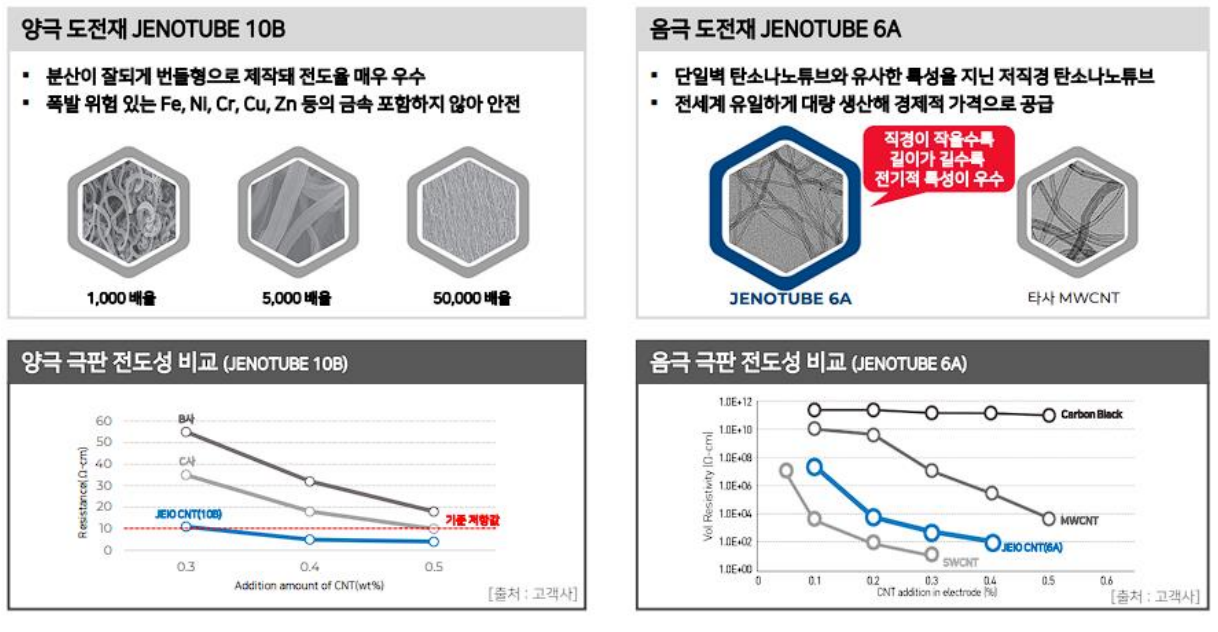 양극 도전재 JENOTUBE 10B
▪ 분산이 잘되게 번들형으로 제작돼 전도율 매우 우수
▪ 폭발 위험 있는 Fe, Ni, Cr, Cu, Zn 등의 금속 포함하지 않아 안전
1,000 배율
5,000 배율
50,000 배율
음극 도전재 JENOTUBE 6A
▪ 단일벽 탄소나노튜브와 유사한 특성을 지닌 저직경 탄소나노튜브
▪ 전세계 유일하게 대량 생산해 경제적 가격으로 공급
직경이 작을수록
길이가 길수록
전기적 특성이 우수
JENOTUBE 6A
타사 MWCNT
양극 극판 전도성 비교 (JENOTUBE 10B)
Resistance(Ω-cm)
60
50
40
30
20
10
0
B사
C사
JEIO CNT(10B)
기준 저항값
0.3
0.4
0.5
Addition amount of CNT(wt%)
[출처 : 고객사]
음극 극판 전도성 비교 (JENOTUBE 6A)
Vol Resistivity (Ω-cm)
1.0E+12
1.0E+10
1.0E+08
1.0E+06
1.0E+04
1.0E+02
1.0E+00
Carbon Black
MWCNT
JEIO CNT(6A)
SWCNT
0
0.1
0.2
0.3
0.4
0.5
0.6
CNT addition in electrode (%)
[출처 : 고객사]